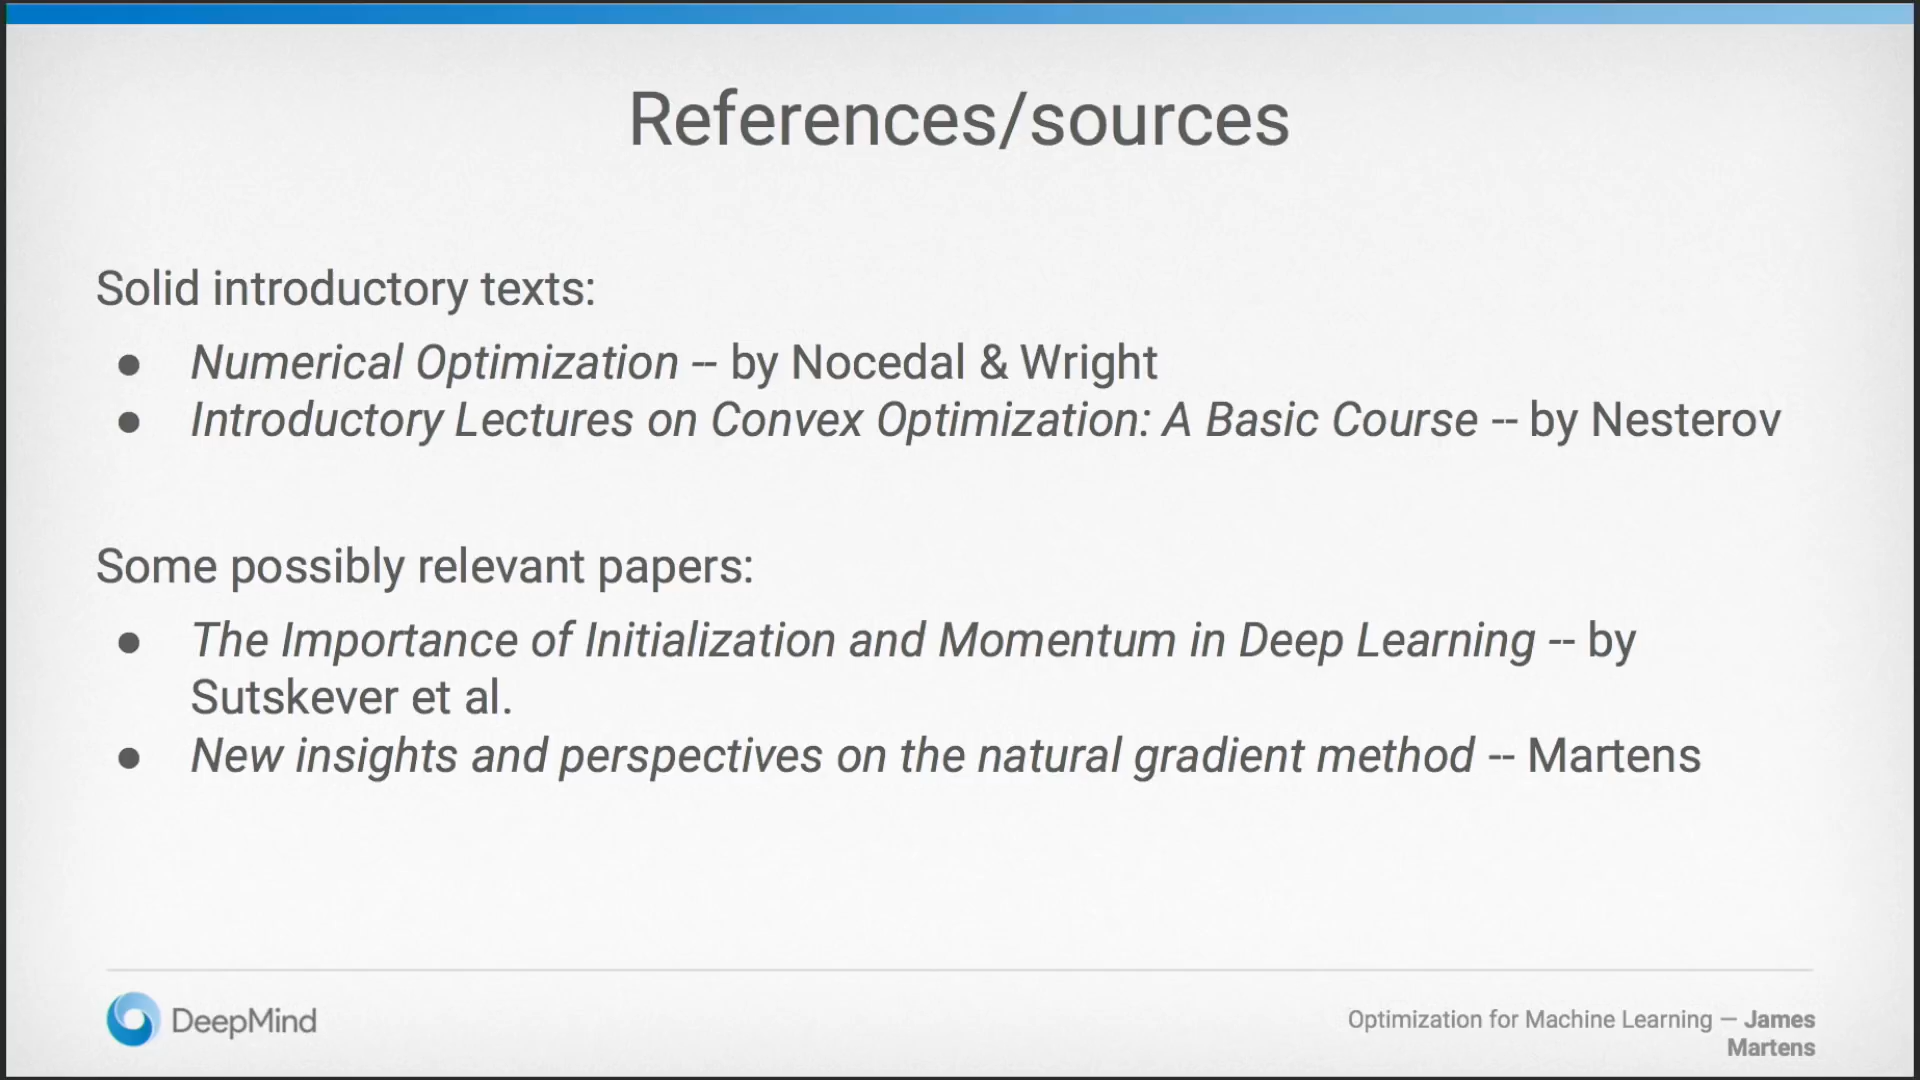 References/sources
Solid introductory texts:
● Numerical Optimization -- by Nocedal & Wright
● Introductory Lectures on Convex Optimization: A Basic Course -- by Nesterov
Some possibly relevant papers:
● The Importance of Initialization and Momentum in Deep Learning -- by
Sutskever et al.
● New insights and perspectives on the natural gradient method -- Martens
DeepMind
Optimization for Machine Learning — James
Martens